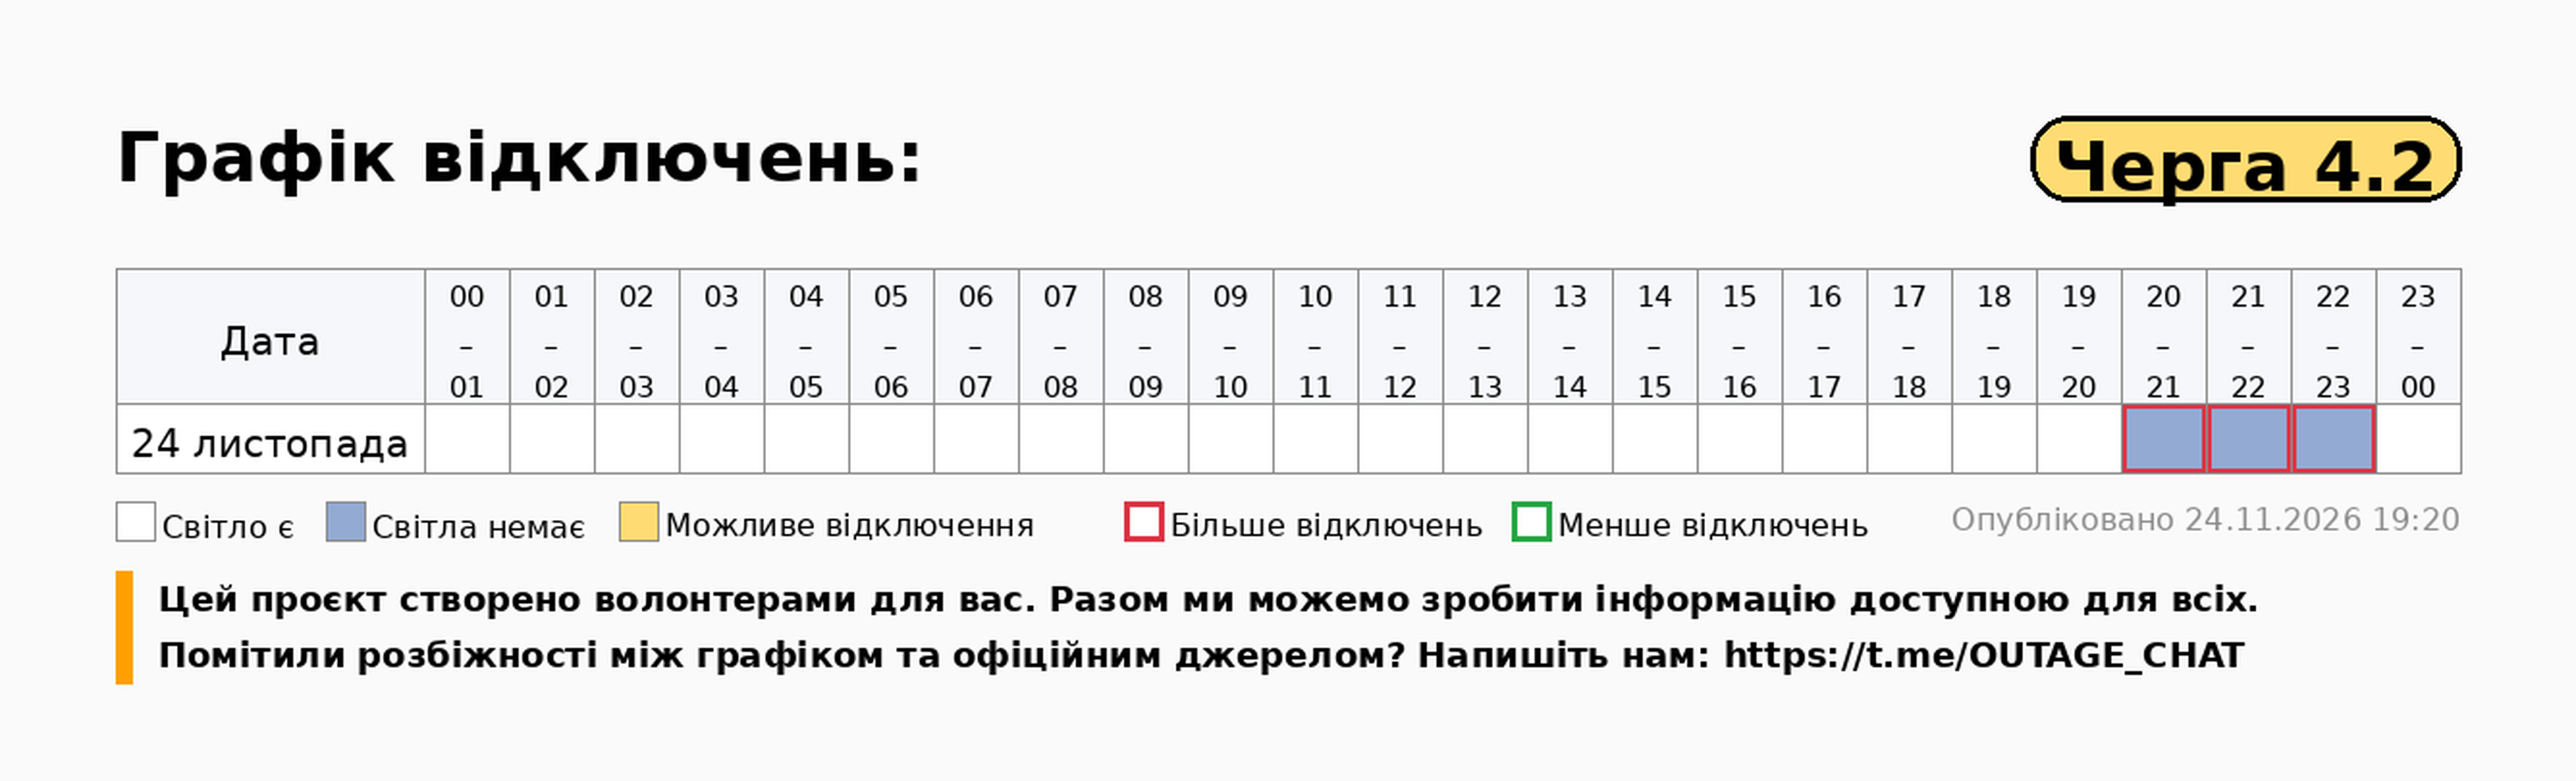 Графік відключень:
Черга 4.2
Дата
00 – 01
01 – 02
02 – 03
03 – 04
04 – 05
05 – 06
06 – 07
07 – 08
08 – 09
09 – 10
10 – 11
11 – 12
12 – 13
13 – 14
14 – 15
15 – 16
16 – 17
17 – 18
18 – 19
19 – 20
20 – 21
21 – 22
22 – 23
23 – 00
24 листопада
Світло є
Світла немає
Можливе відключення
Більше відключень
Менше відключень
Опубліковано 24.11.2026 19:20
Цей проєкт створено волонтерами для вас. Разом ми можемо зробити інформацію доступною для всіх.
Помітили розбіжності між графіком та офіційним джерелом? Напишіть нам: https://t.me/OUTAGE_CHAT